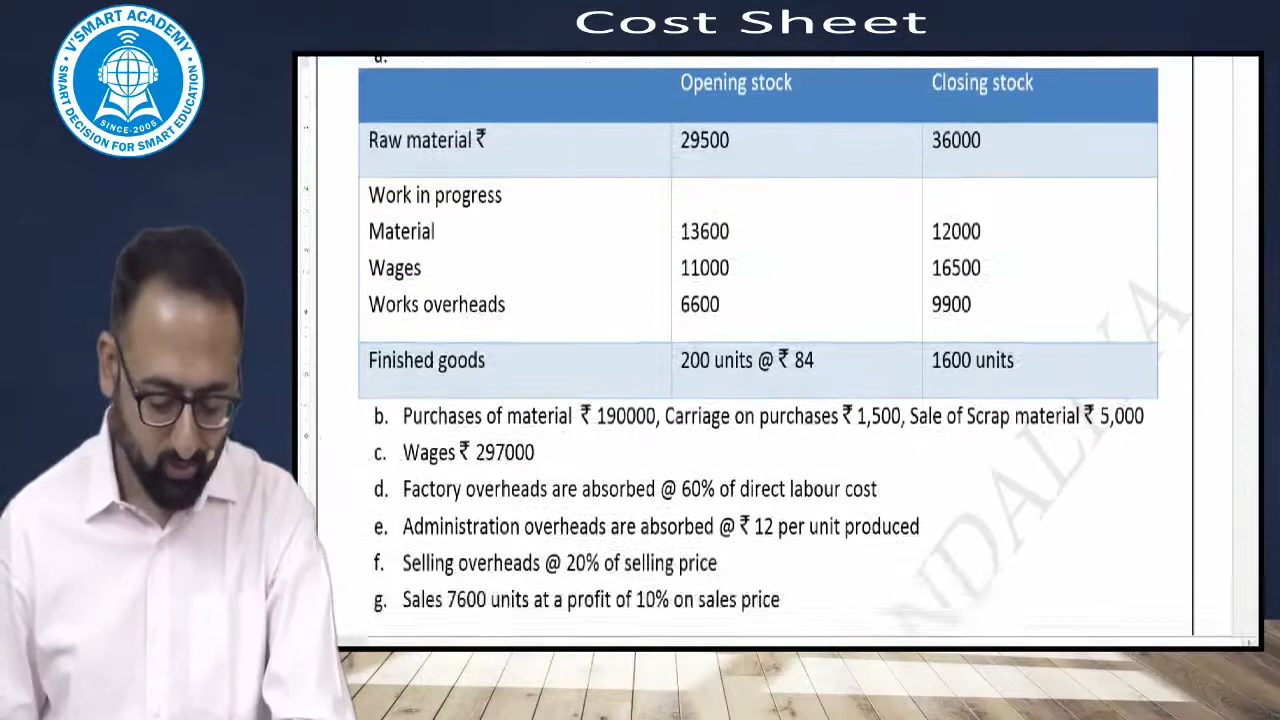 Cost Sheet
V'SMART ACADEMY
SINCE-2005
SMART DECISION FOR SMART EDUCATION
a.
Opening stock Closing stock
Raw material ₹ 29500 36000
Work in progress
Material 13600 12000
Wages 11000 16500
Works overheads 6600 9900
Finished goods 200 units @ ₹ 84 1600 units
b. Purchases of material ₹ 190000, Carriage on purchases ₹ 1,500, Sale of Scrap material ₹ 5,000
c. Wages ₹ 297000
d. Factory overheads are absorbed @ 60% of direct labour cost
e. Administration overheads are absorbed @ ₹ 12 per unit produced
f. Selling overheads @ 20% of selling price
g. Sales 7600 units at a profit of 10% on sales price